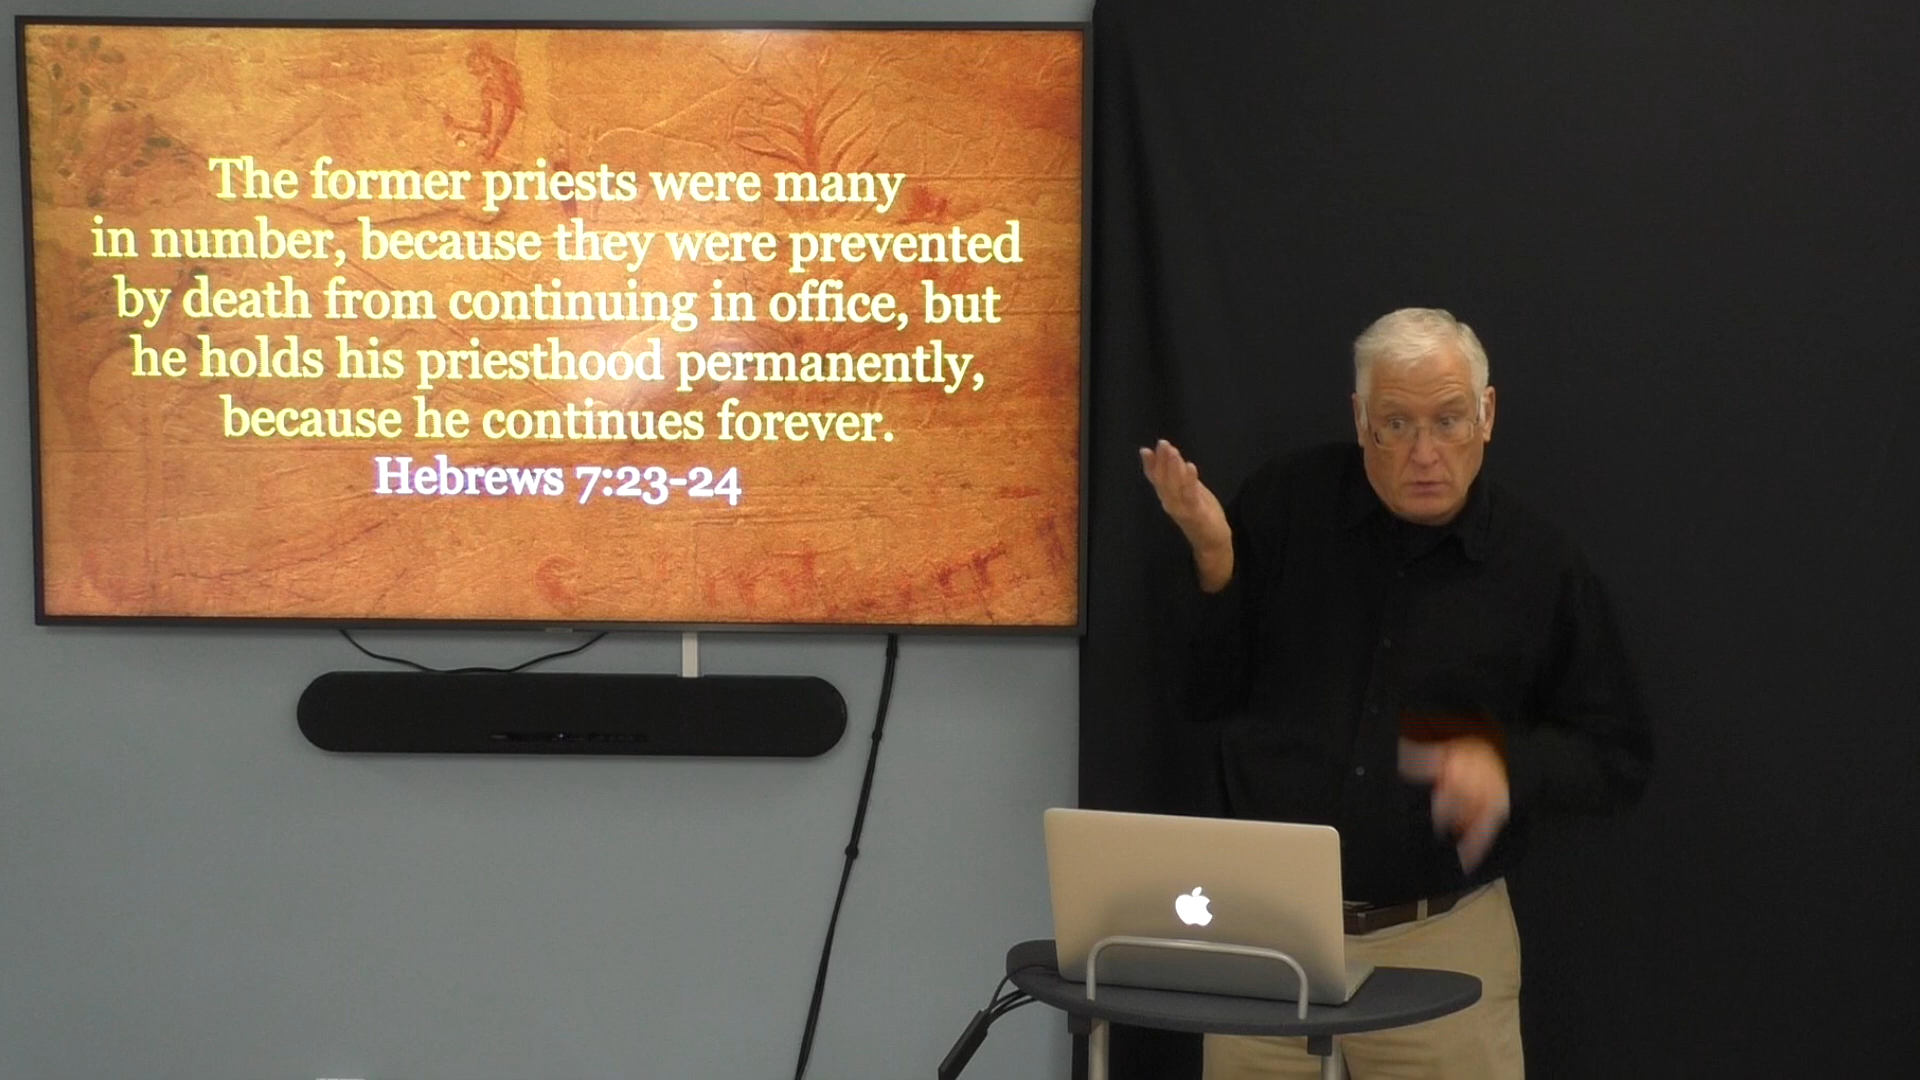 The former priests were many
in number, because they were prevented
by death from continuing in office, but
he holds his priesthood permanently,
because he continues forever.
Hebrews 7:23-24